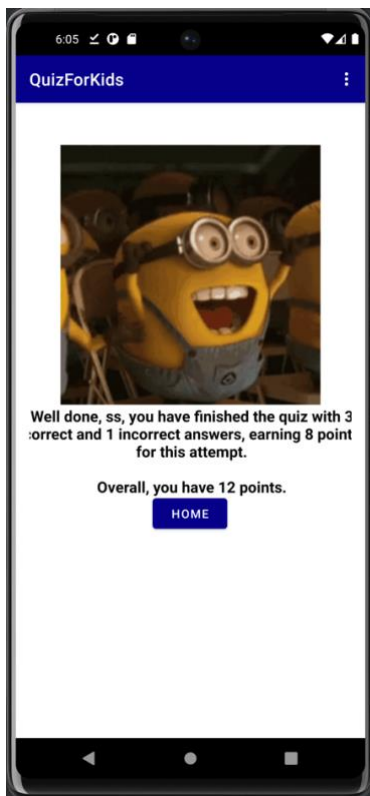 6:05
QuizForKids
Well done, ss, you have finished the quiz with 3
correct and 1 incorrect answers, earning 8 point
for this attempt.
Overall, you have 12 points.
HOME